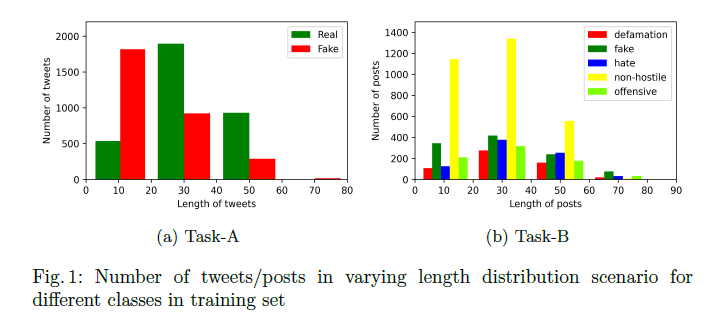 2000
1500
1000
500
0
0 10 20 30 40 50 60 70 80
Number of tweets
Length of tweets
Real
Fake
1400
1200
1000
800
600
400
200
0
0 10 20 30 40 50 60 70 80 90
Number of posts
Length of posts
defamation
fake
hate
non-hostile
offensive
(a) Task-A
(b) Task-B
Fig. 1: Number of tweets/posts in varying length distribution scenario for
different classes in training set